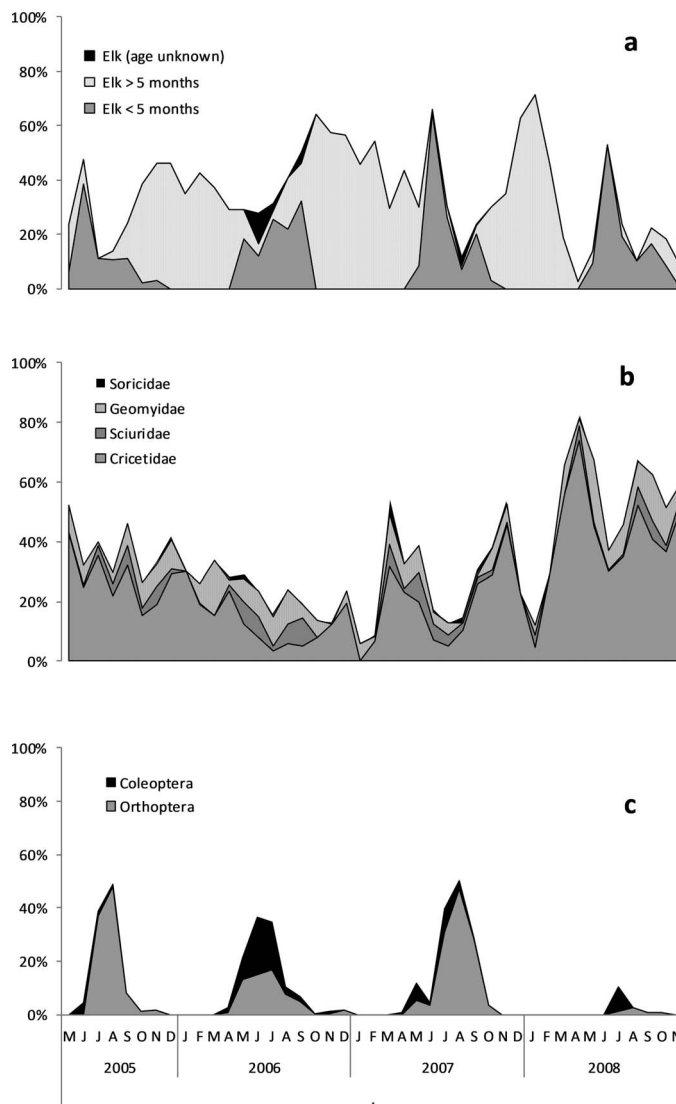 100%
a
Elk (age unknown)
80%
Elk > 5 months
Elk < 5 months
60%
40%
20%
0%
100%
b
Soricidae
80%
Geomyidae
Sciuridae
Cricetidae
60%
40%
20%
0%
100%
Coleoptera
c
80%
Orthoptera
60%
40%
20%
0%
M J J A S O N D J F M A M J J A S O N D J F M A M J J A S O N D J F M A M J J A S O N
2005 2006 2007 2008